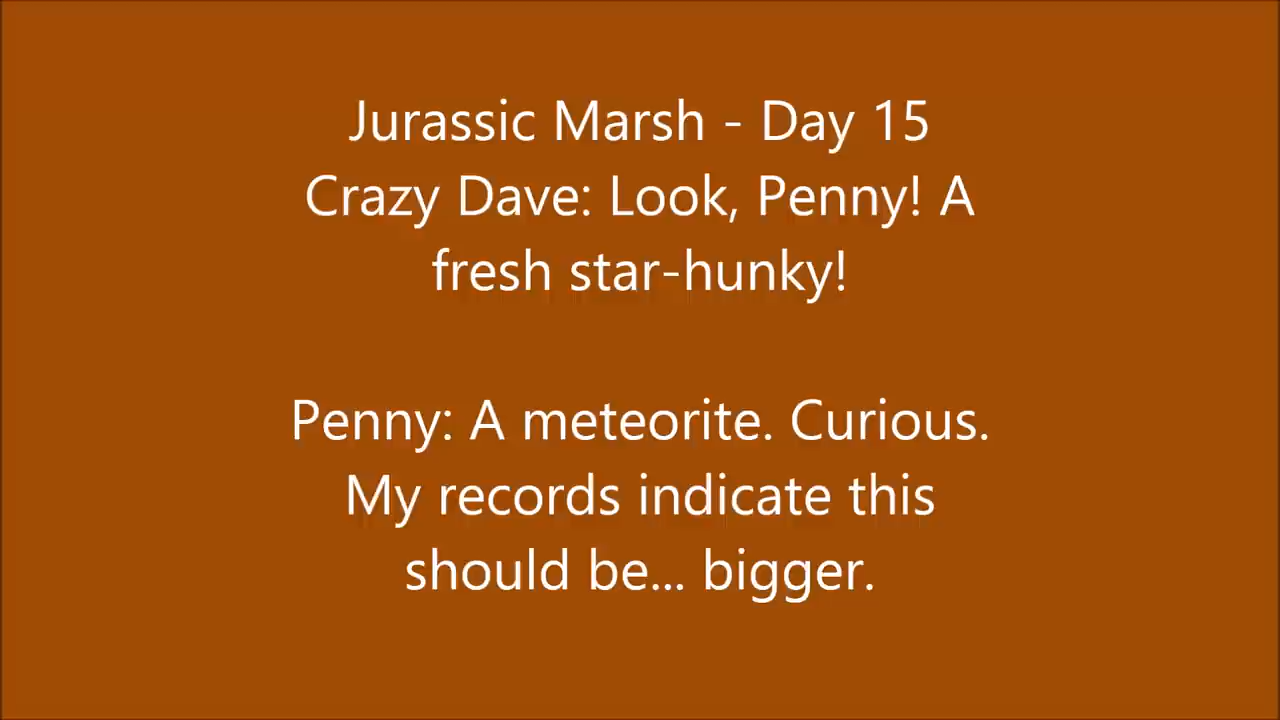 Jurassic Marsh - Day 15
Crazy Dave: Look, Penny! A
fresh star-hunky!
Penny: A meteorite. Curious.
My records indicate this
should be... bigger.